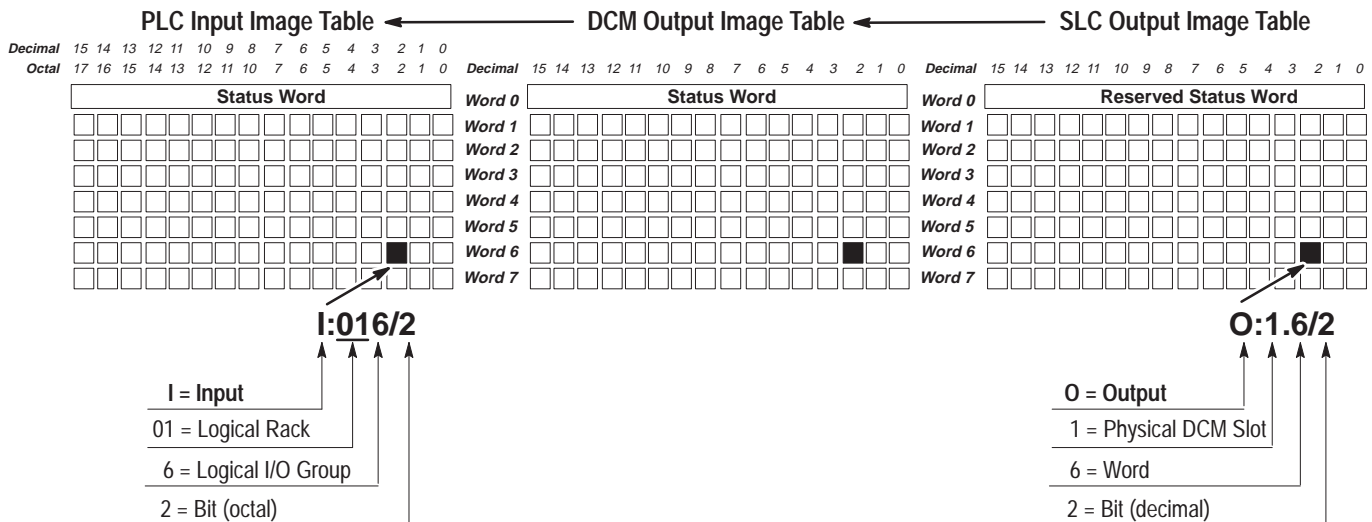 PLC Input Image Table DCM Output Image Table SLC Output Image Table
Decimal 15 14 13 12 11 10 9 8 7 6 5 4 3 2 1 0
Octal 17 16 15 14 13 12 11 10 7 6 5 4 3 2 1 0 Decimal 15 14 13 12 11 10 9 8 7 6 5 4 3 2 1 0 Decimal 15 14 13 12 11 10 9 8 7 6 5 4 3 2 1 0
Status Word Word 0 Status Word Word 0 Reserved Status Word
Word 1 Word 1
Word 2 Word 2
Word 3 Word 3
Word 4 Word 4
Word 5 Word 5
Word 6 Word 6
Word 7 Word 7
I:016/2 O:1.6/2
I = Input O = Output
01 = Logical Rack 1 = Physical DCM Slot
6 = Logical I/O Group 6 = Word
2 = Bit (octal) 2 = Bit (decimal)